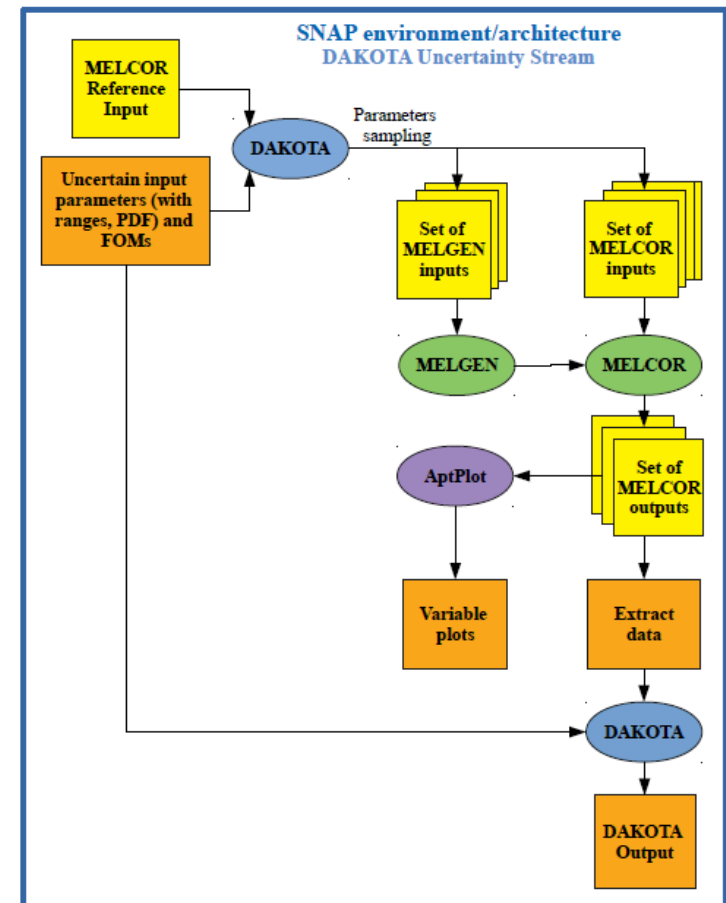 SNAP environment/architecture
DAKOTA Uncertainty Stream
MELCOR
Reference
Input
DAKOTA
Parameters
sampling
Uncertain input
parameters (with
ranges, PDF) and
FOMs
Set of
MELGEN
inputs
Set of
MELCOR
inputs
MELGEN
MELCOR
AptPlot
Set of
MELCOR
outputs
Variable
plots
Extract
data
DAKOTA
DAKOTA
Output